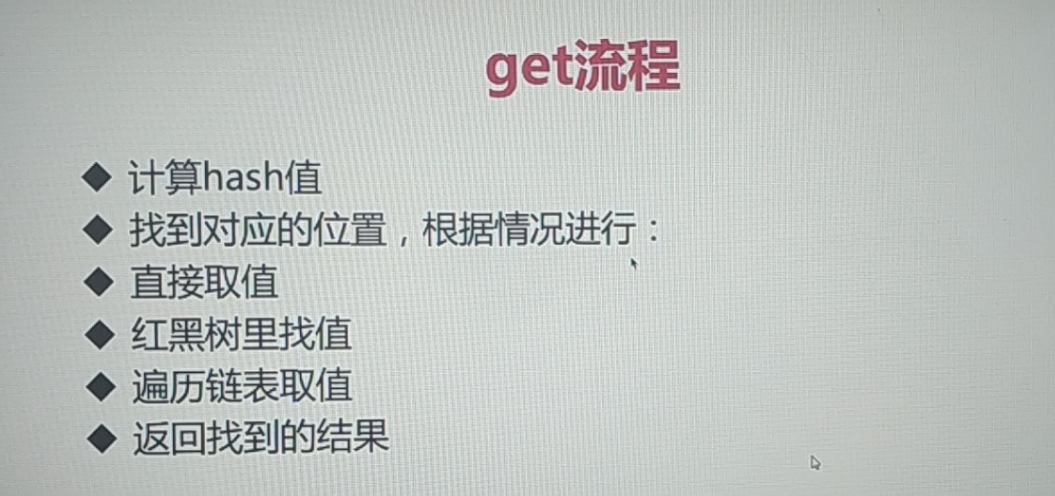 get流程
◆ 计算hash值
◆ 找到对应的位置，根据情况进行：
◆ 直接取值
◆ 红黑树里找值
◆ 遍历链表取值
◆ 返回找到的结果